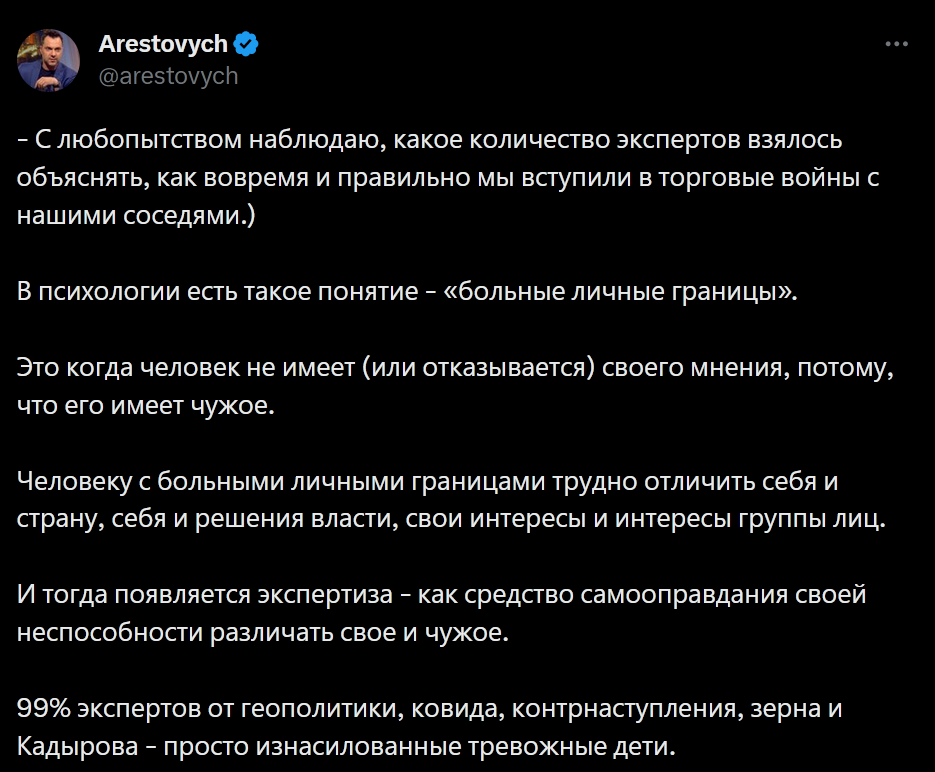 Arestovych
@arestovych
– С любопытством наблюдаю, какое количество экспертов взялось
объяснять, как вовремя и правильно мы вступили в торговые войны с
нашими соседями.)
В психологии есть такое понятие – «больные личные границы».
Это когда человек не имеет (или отказывается) своего мнения, потому,
что его имеет чужое.
Человеку с больными личными границами трудно отличить себя и
страну, себя и решения власти, свои интересы и интересы группы лиц.
И тогда появляется экспертиза – как средство самооправдания своей
неспособности различать свое и чужое.
99% экспертов от геополитики, ковида, контрнаступления, зерна и
Кадырова – просто изнасилованные тревожные дети.